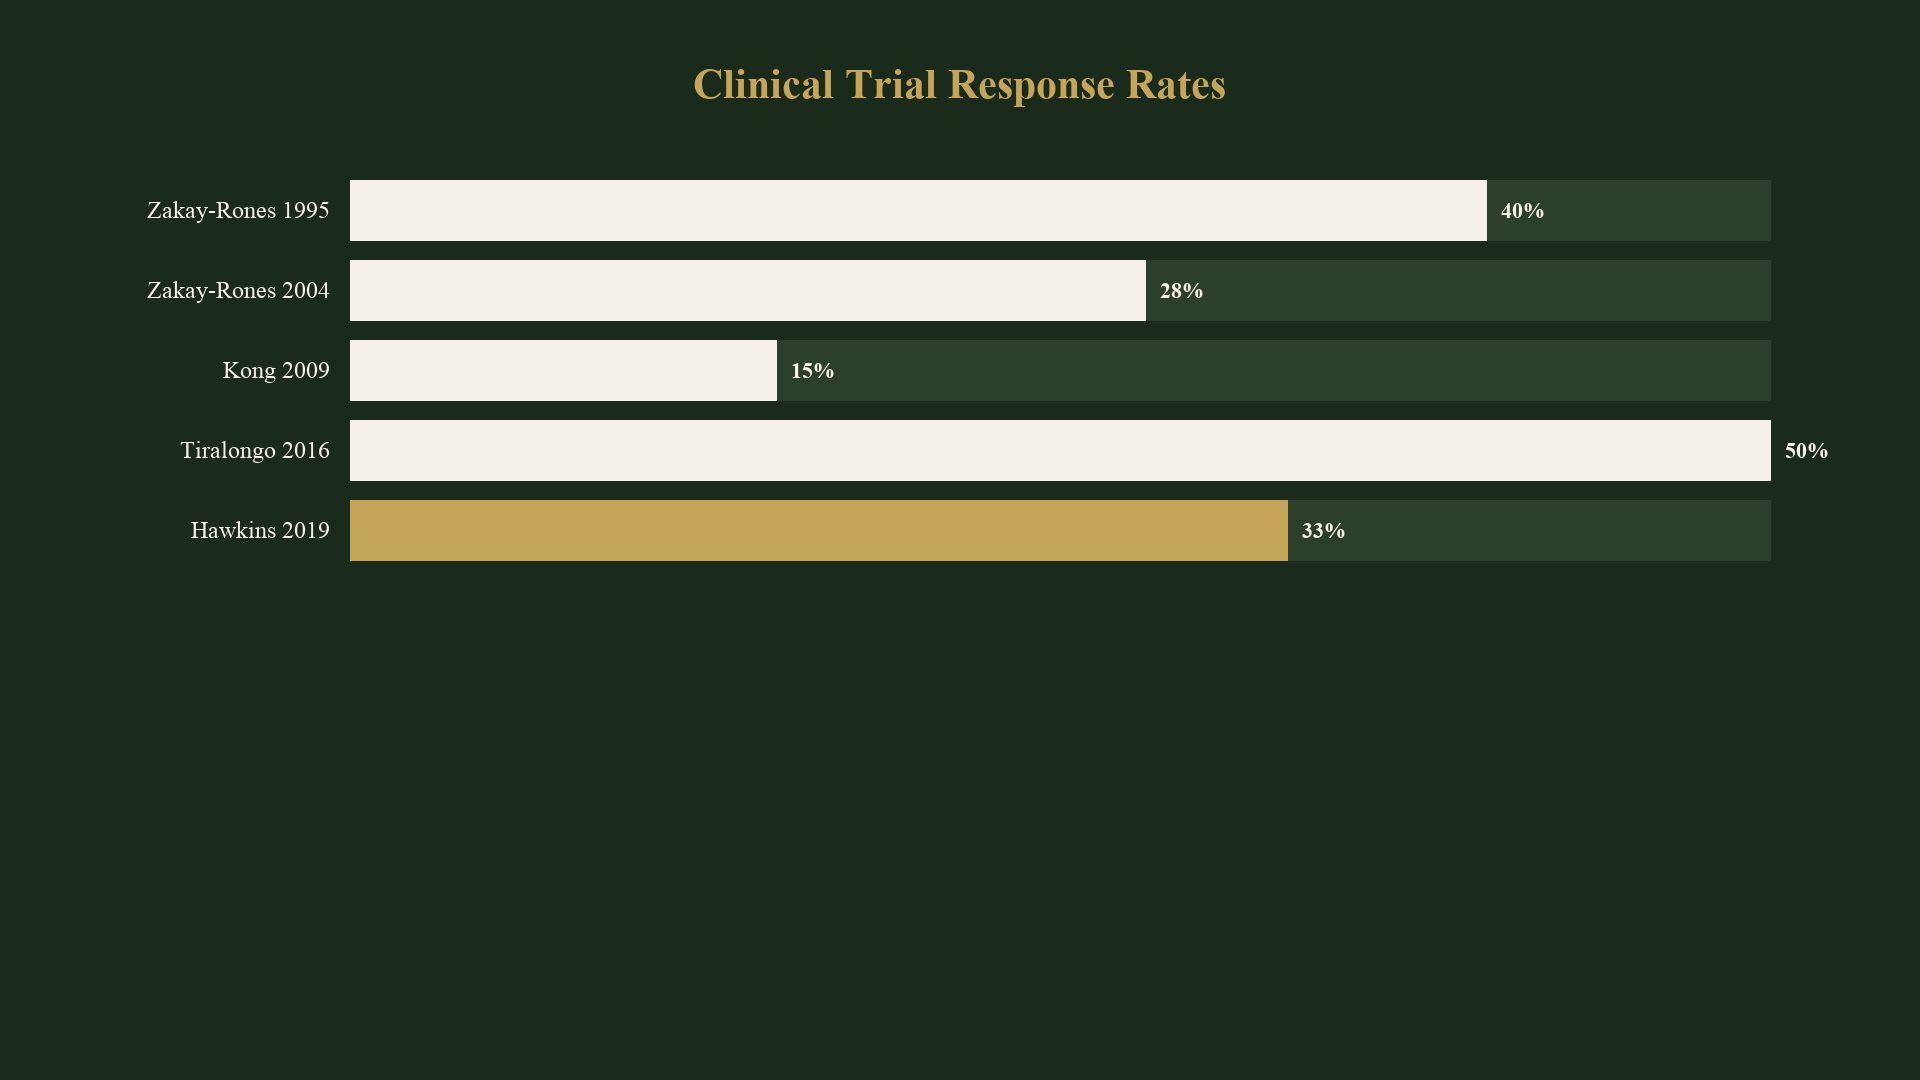 Clinical Trial Response Rates
Zakay-Rones 1995 40%
Zakay-Rones 2004 28%
Kong 2009 15%
Tiralongo 2016 50%
Hawkins 2019 33%